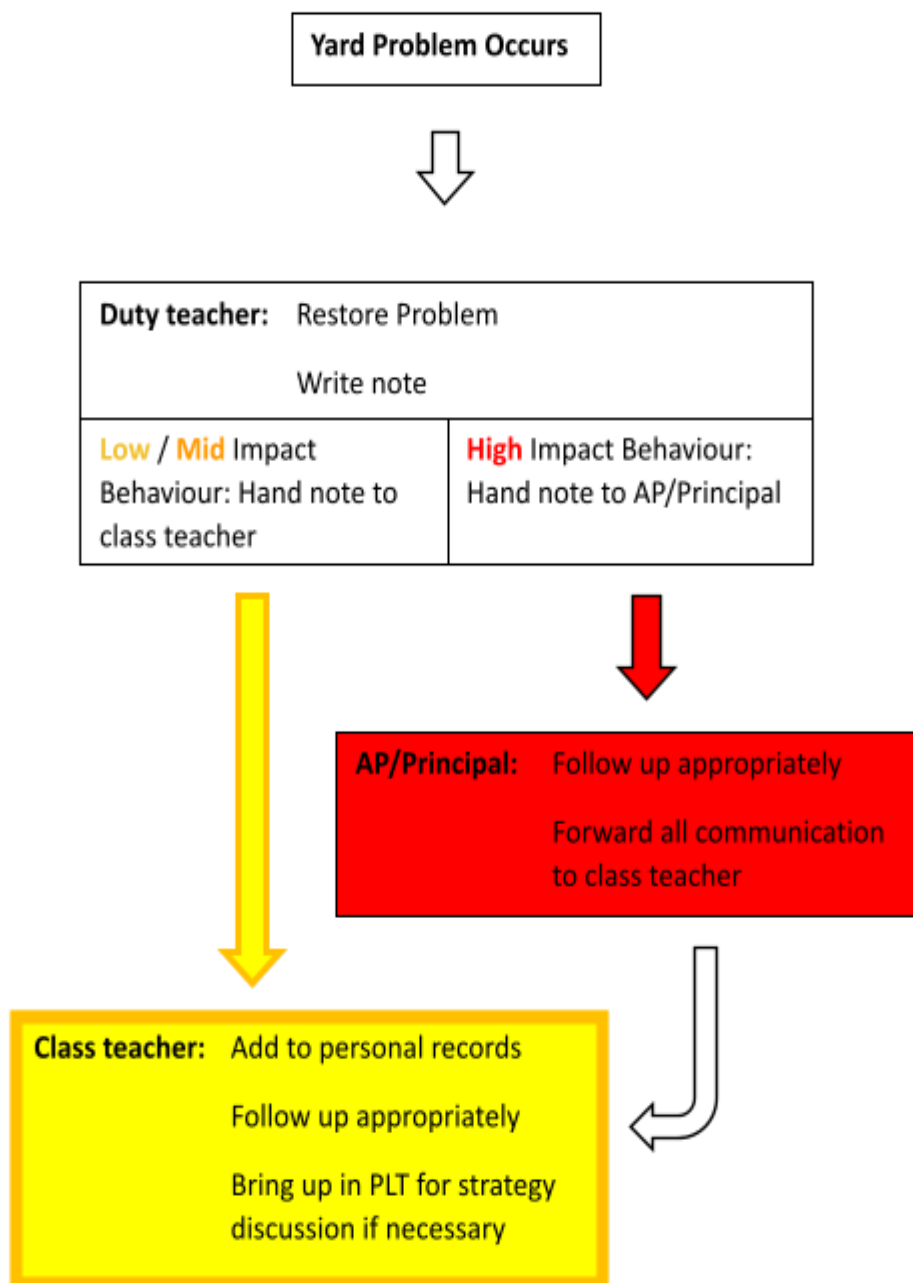 Yard Problem Occurs
Duty teacher: Restore Problem
Write note
Low / Mid Impact
Behaviour: Hand note to
class teacher
High Impact Behaviour:
Hand note to AP/Principal
AP/Principal: Follow up appropriately
Forward all communication
to class teacher
Class teacher: Add to personal records
Follow up appropriately
Bring up in PLT for strategy
discussion if necessary